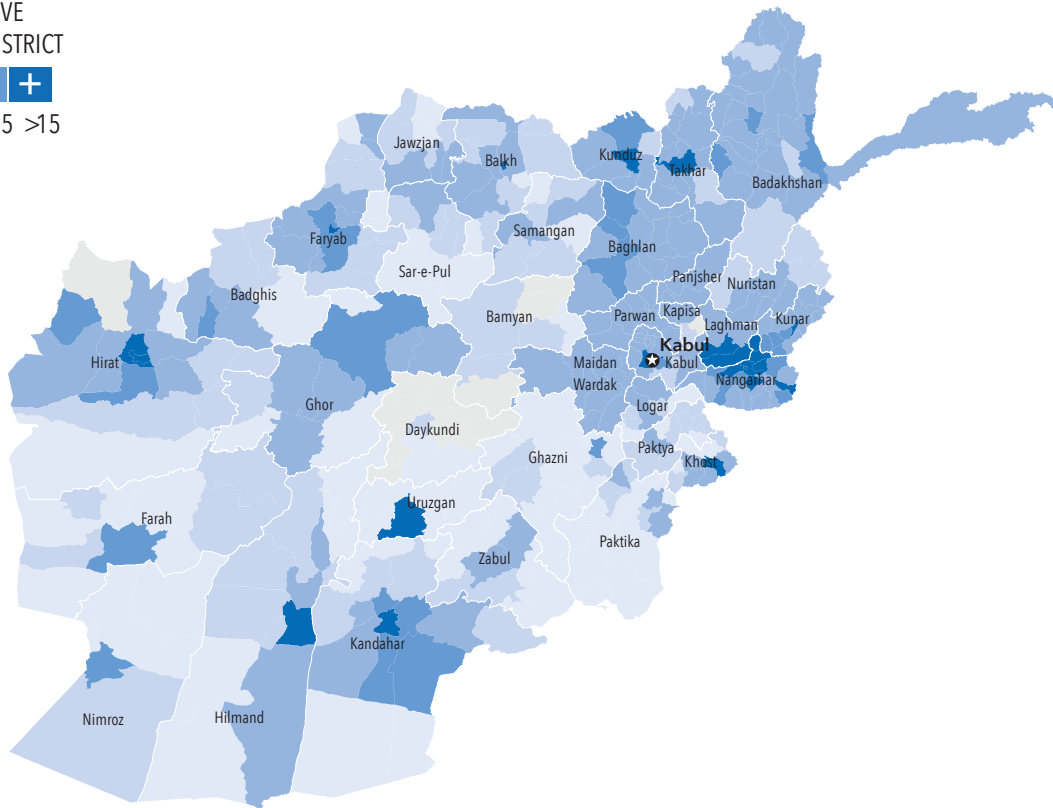 VE
STRICT
+
5 >15
Jawzjan
Balkh
Kunduz
Takhar
Badakhshan
Faryab
Samangan
Baghlan
Sar-e-Pul
Panjsher
Nuristan
Badghis
Bamyan
Parwan
Kapisa
Laghman
Kunar
Kabul
Hirat
Maidan
Wardak
Kabul
Nangarhar
Ghor
Logar
Daykundi
Paktya
Ghazni
Khost
Uruzgan
Farah
Paktika
Zabul
Kandahar
Nimroz
Hilmand